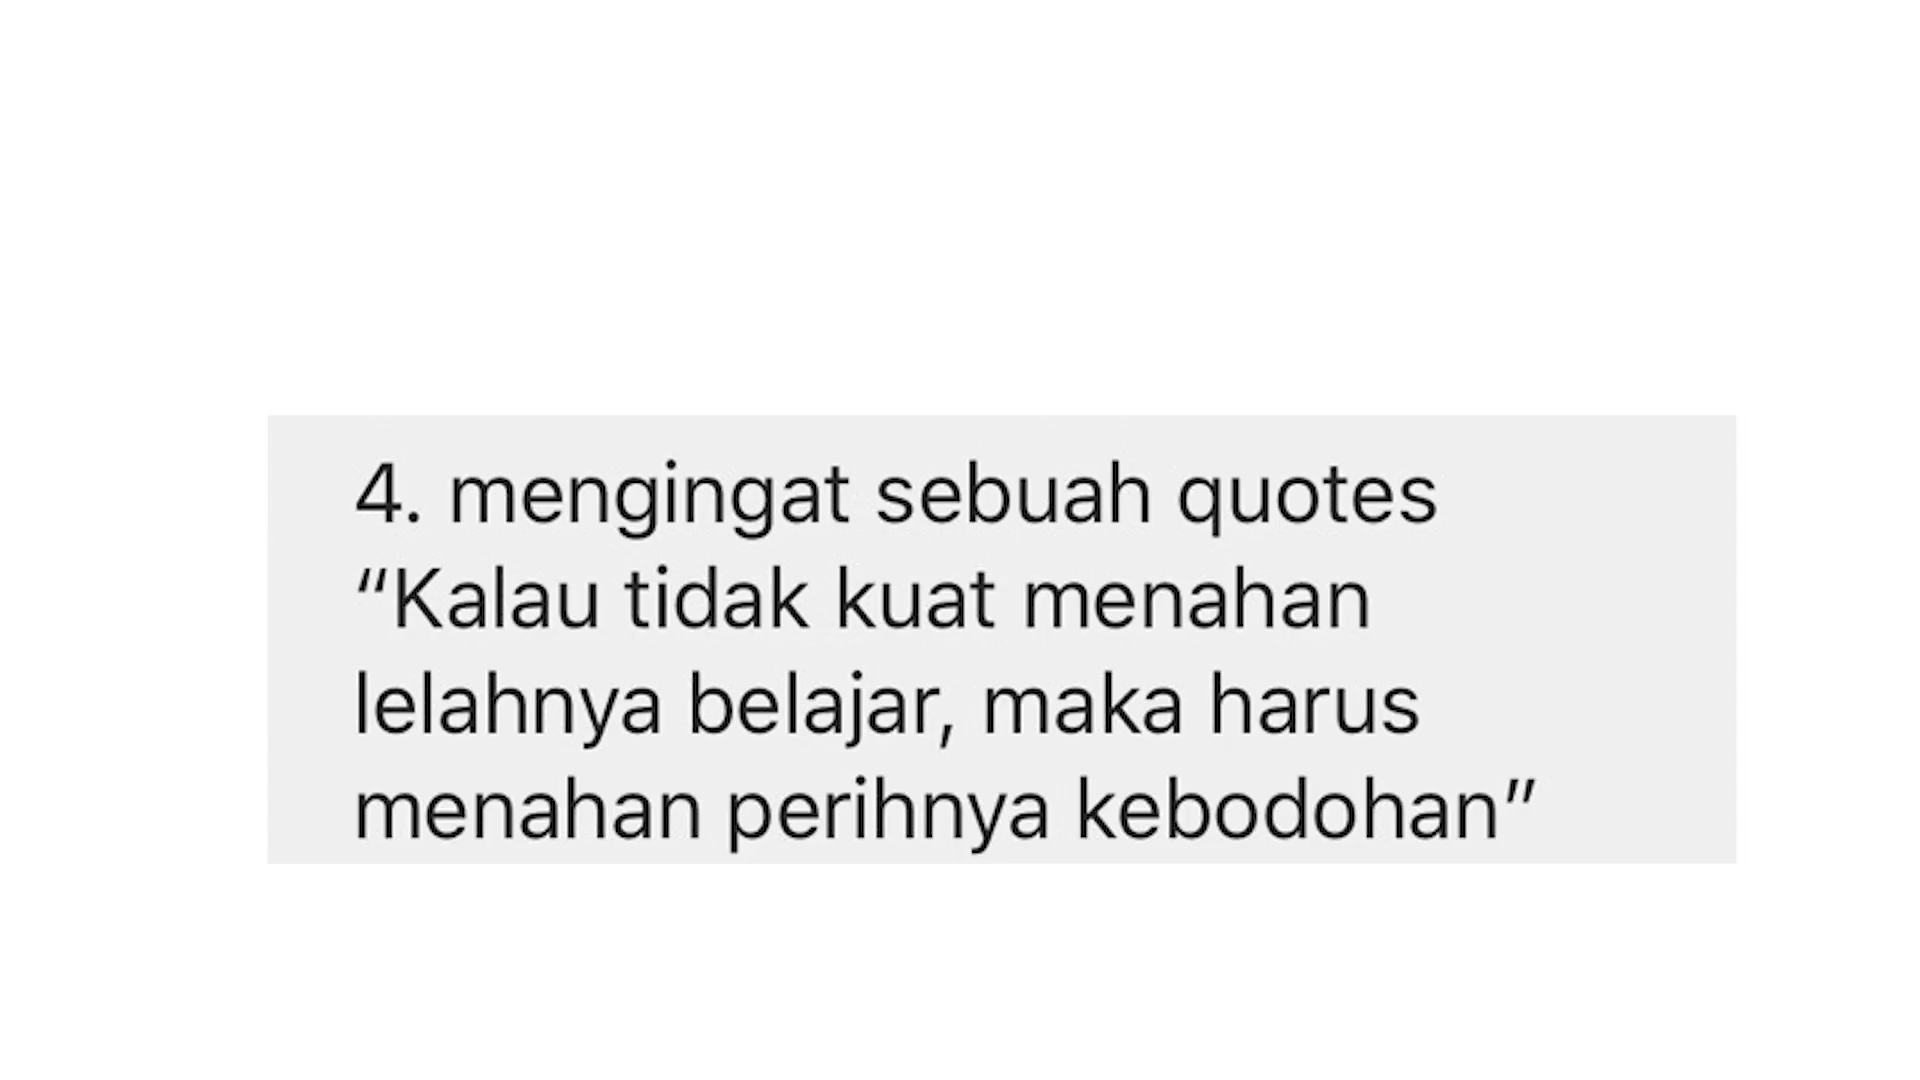 4. mengingat sebuah quotes
“Kalau tidak kuat menahan
lelahnya belajar, maka harus
menahan perihnya kebodohan”